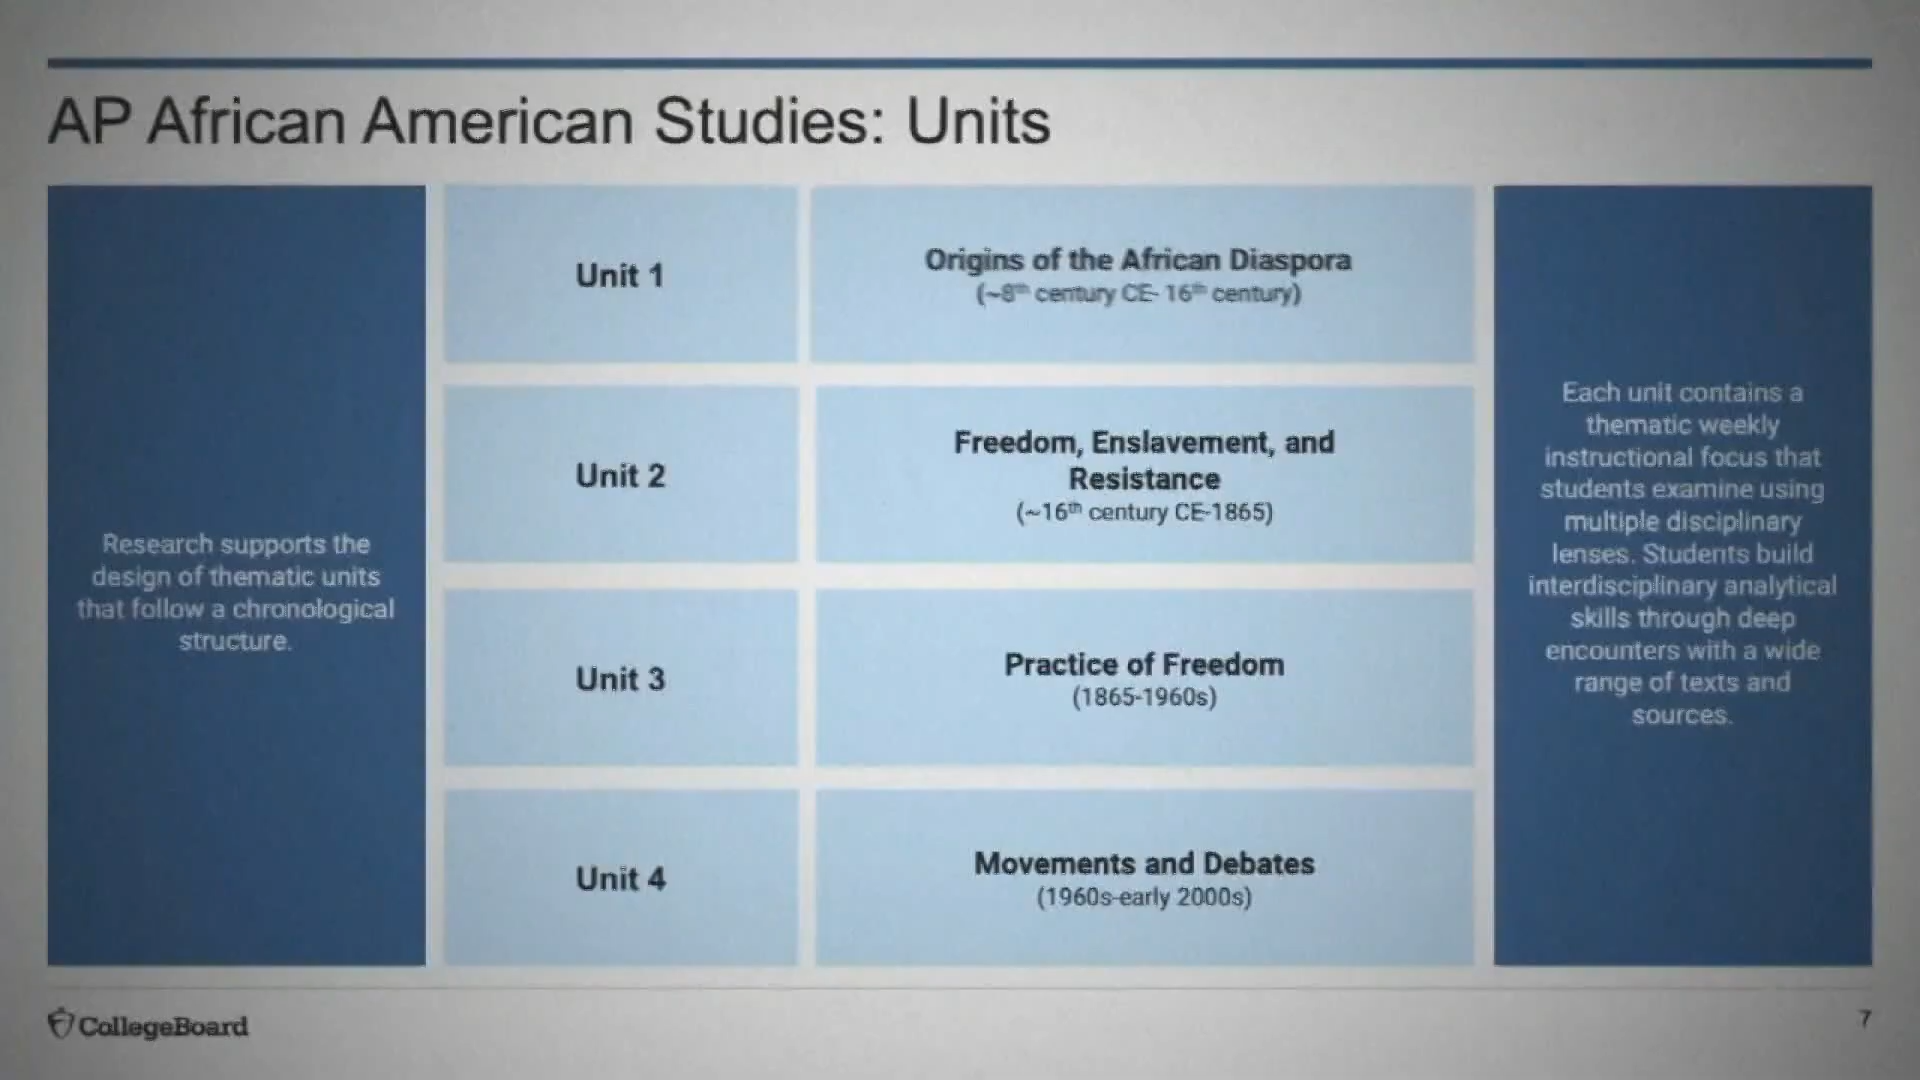 AP African American Studies: Units
Research supports the
design of thematic units
that follow a chronological
structure.
Unit 1
Origins of the African Diaspora
(~8th century CE- 16th century)
Unit 2
Freedom, Enslavement, and
Resistance
(~16th century CE-1865)
Unit 3
Practice of Freedom
(1865-1960s)
Unit 4
Movements and Debates
(1960s-early 2000s)
Each unit contains a
thematic weekly
instructional focus that
students examine using
multiple disciplinary
lenses. Students build
interdisciplinary analytical
skills through deep
encounters with a wide
range of texts and
sources.
CollegeBoard
7